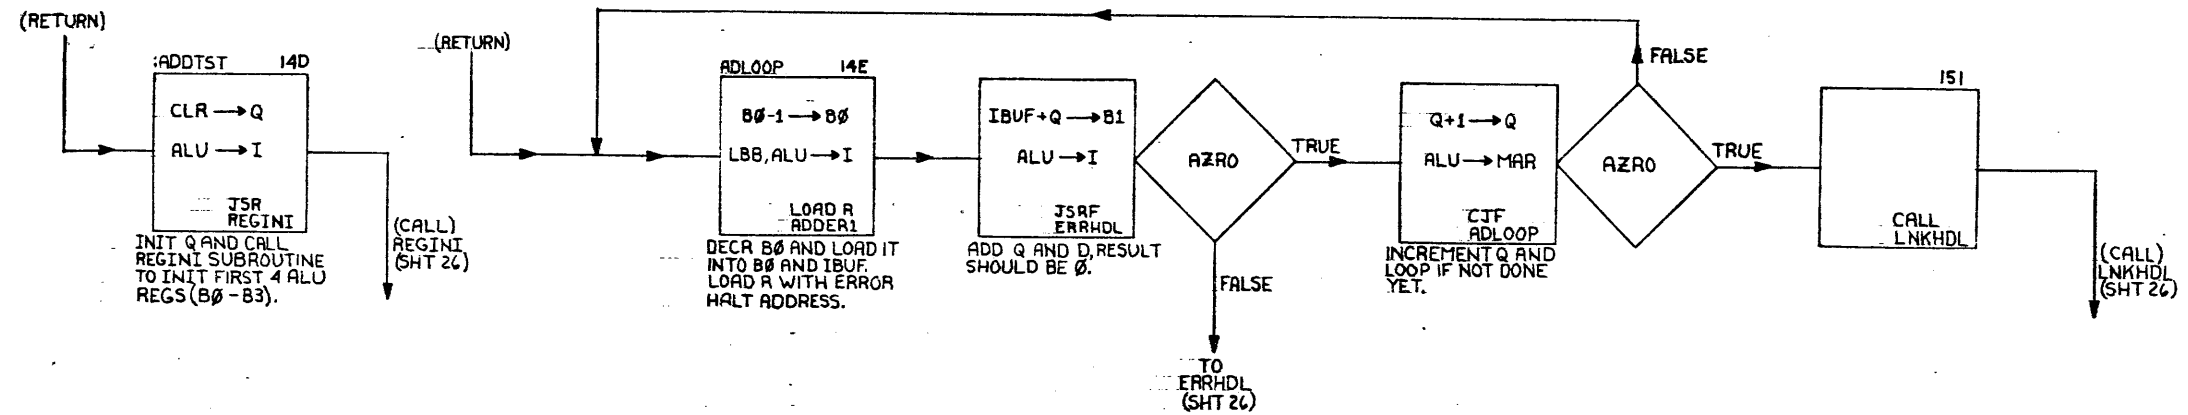 (RETURN)
:ADDTST 14D
CLR → Q
ALU → I
JSR
REGINI
INIT Q AND CALL
REGINI SUBROUTINE
TO INIT FIRST 4 ALU
REGS (BØ - B3).
(CALL)
REGINI
(SHT 26)
(RETURN)
ADLOOP 14E
BØ-1 → BØ
LBB, ALU → I
LOAD R
ADDER1
DECR BØ AND LOAD IT
INTO BØ AND IBUF.
LOAD R WITH ERROR
HALT ADDRESS.
IBUF+Q → B1
ALU → I
JSRF
ERRHDL
ADD Q AND D, RESULT
SHOULD BE Ø.
AZRO
TRUE
FALSE
TO
ERRHDL
(SHT 26)
Q+1 → Q
ALU → MAR
CJF
ADLOOP
INCREMENT Q AND
LOOP IF NOT DONE
YET.
AZRO
FALSE
TRUE
151
CALL
LNKHDL
(CALL)
LNKHDL
(SHT 26)